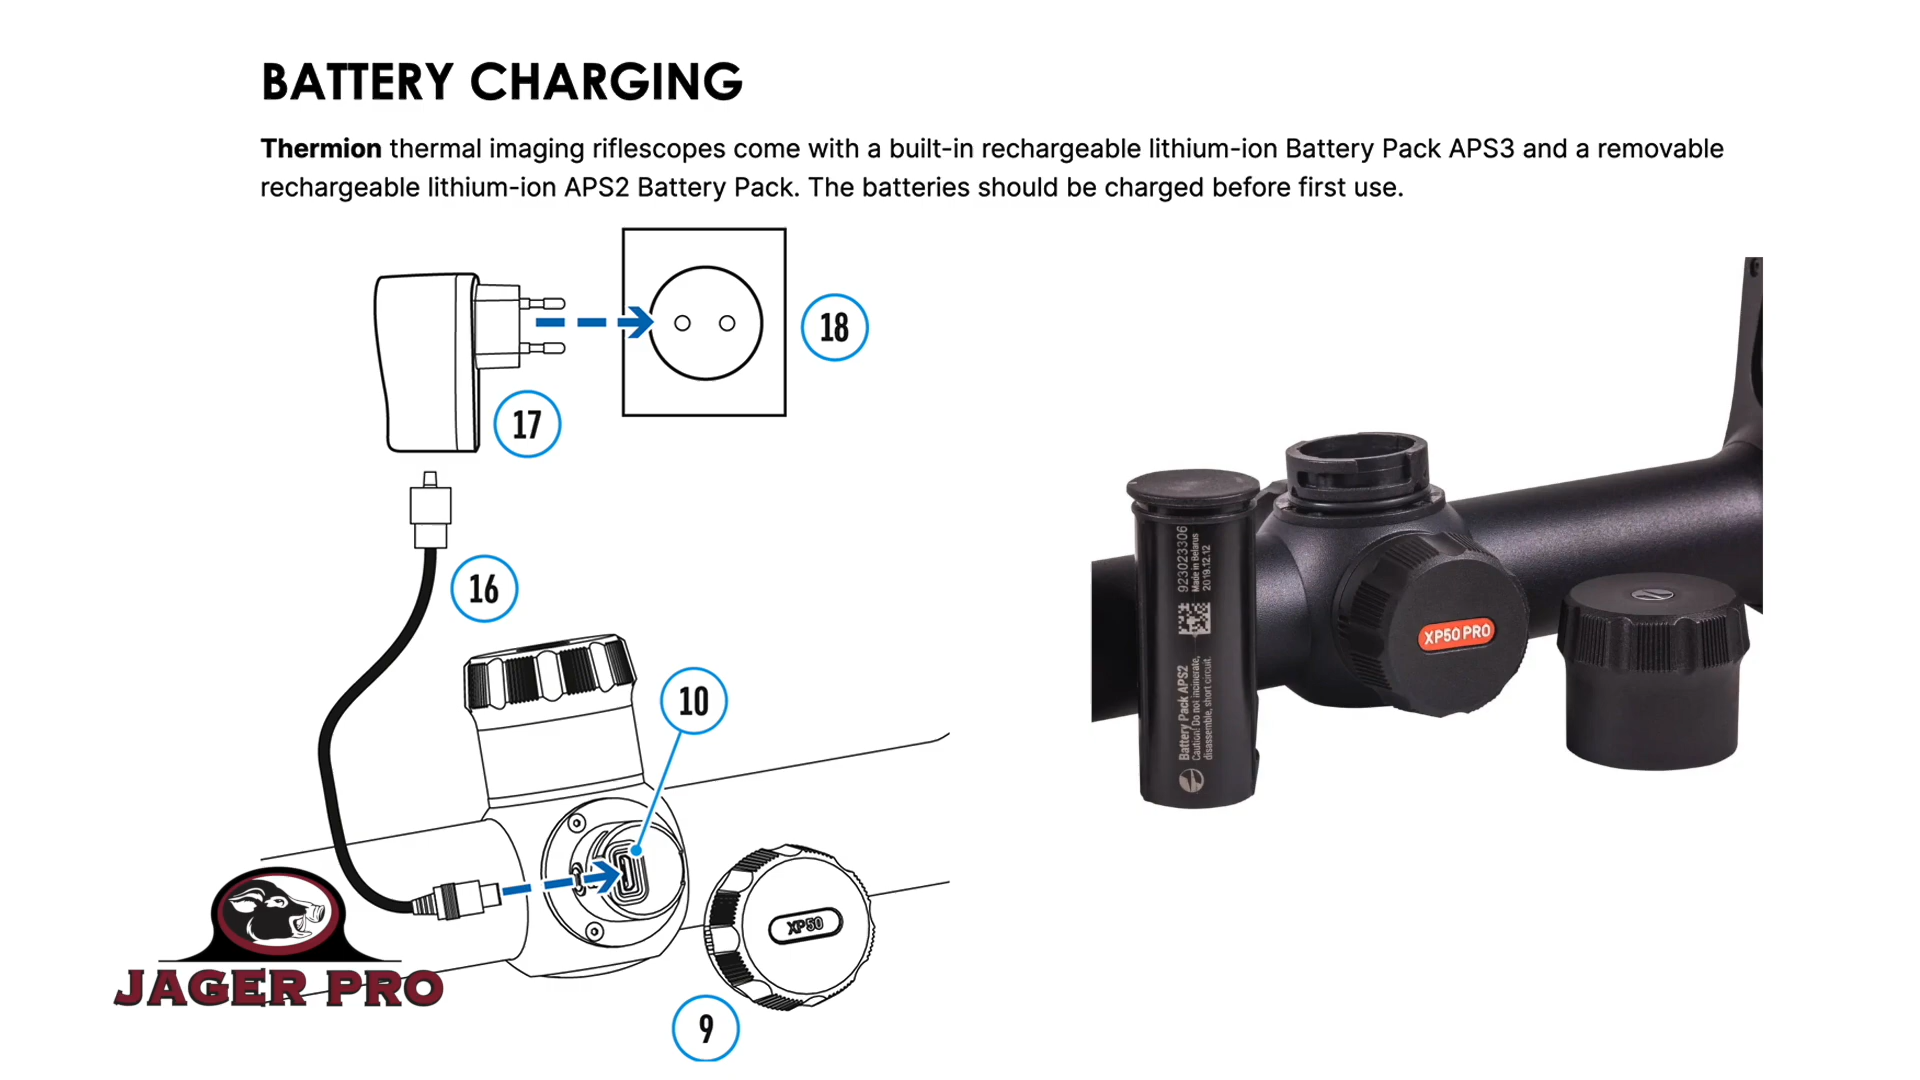 BATTERY CHARGING
Thermion thermal imaging riflescopes come with a built-in rechargeable lithium-ion Battery Pack APS3 and a removable
rechargeable lithium-ion APS2 Battery Pack. The batteries should be charged before first use.
18
17
16
10
XP50
9
JAGER PRO
Battery Pack APS2
Caution! Do not incinerate,
disassemble, short circuit.
923023306
Made in Belarus
2019.12.12
XP50 PRO